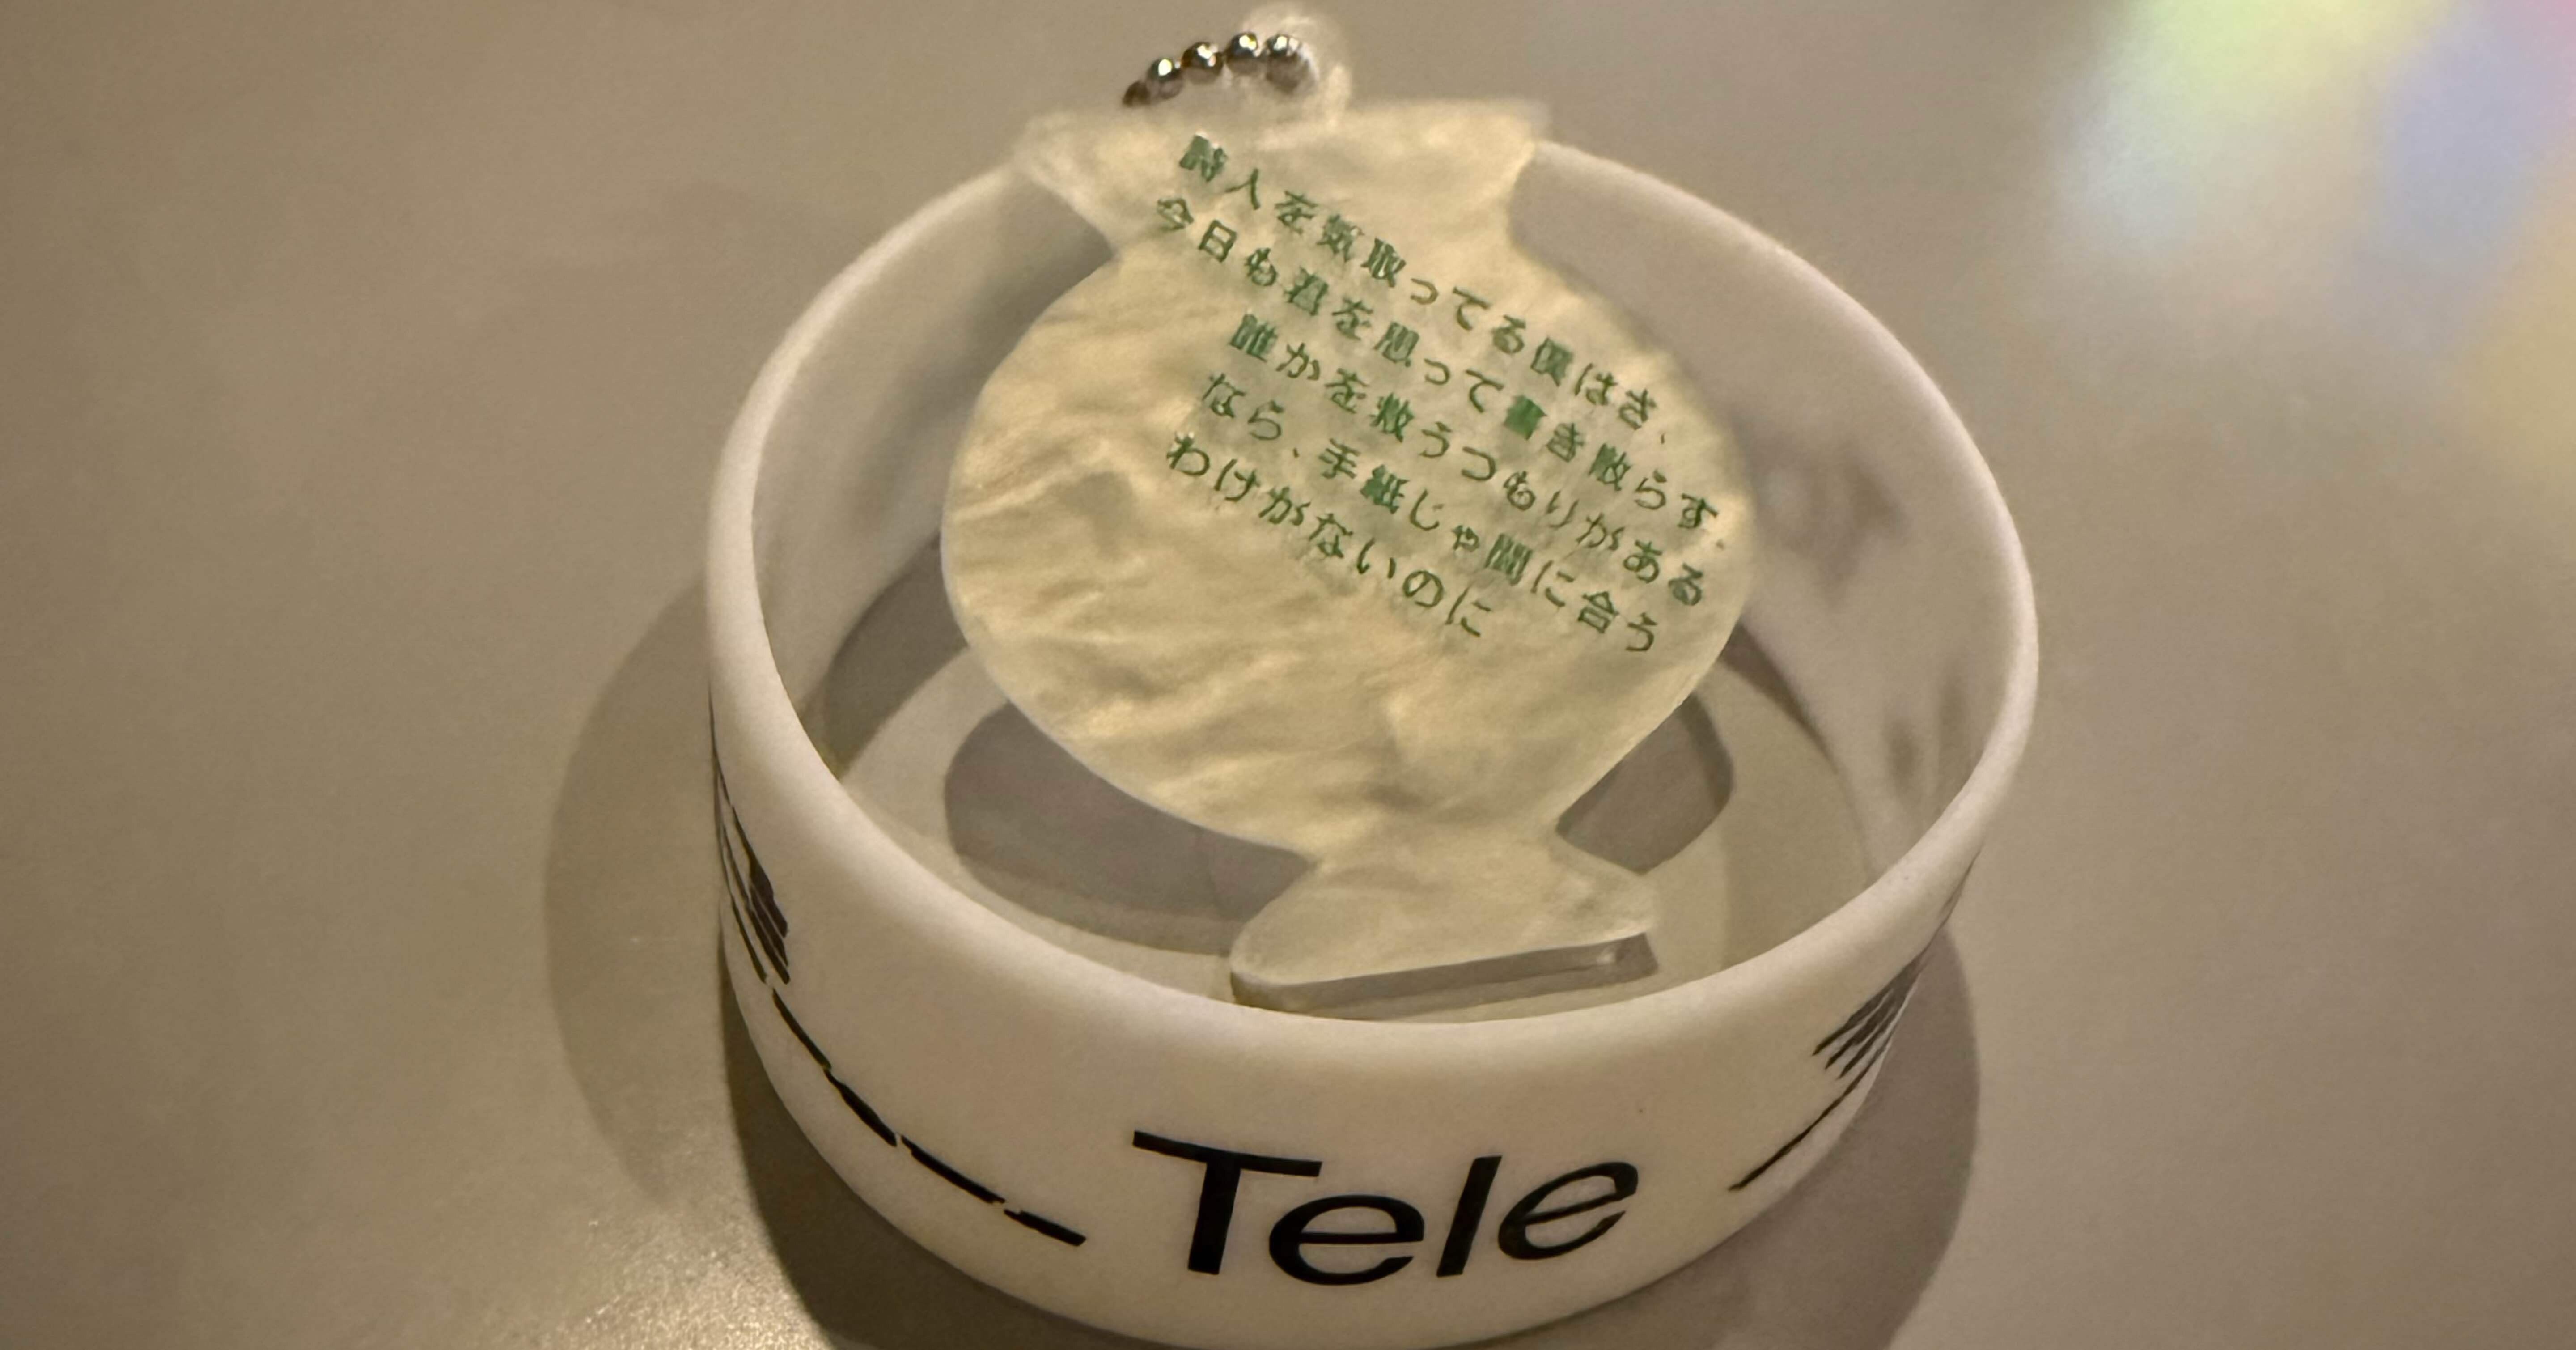 詩人を気取ってる僕はさ、
今日も君を思って書き散らす。
誰かを救うつもりがある
なら、手紙じゃ間に合う
わけがないのに
Tele